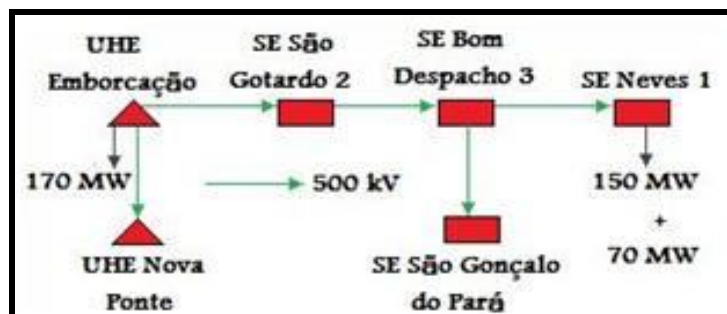 UHE
Emborcação
SE São
Gotardo 2
SE Bom
Despacho 3
SE Neves 1
170 MW
500 kV
150 MW
+
70 MW
UHE Nova
Ponte
SE São Gonçalo
do Pará